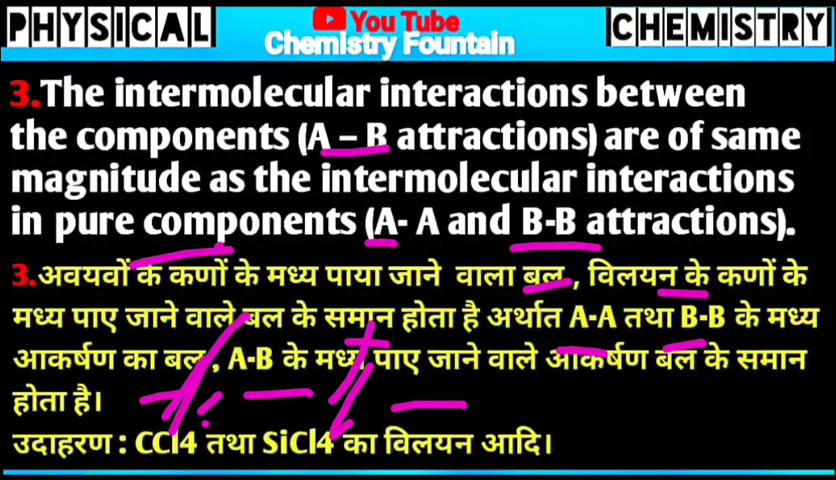 PHYSICAL
You Tube
Chemistry Fountain
CHEMISTRY
3.The intermolecular interactions between
the components (A – B attractions) are of same
magnitude as the intermolecular interactions
in pure components (A- A and B-B attractions).
3.अवयवों के कणों के मध्य पाया जाने वाला बल , विलयन के कणों के
मध्य पाए जाने वाले बल के समान होता है अर्थात A-A तथा B-B के मध्य
आकर्षण का बल , A-B के मध्य पाए जाने वाले आकर्षण बल के समान
होता है।
उदाहरण : CCl4 तथा SiCl4 का विलयन आदि।